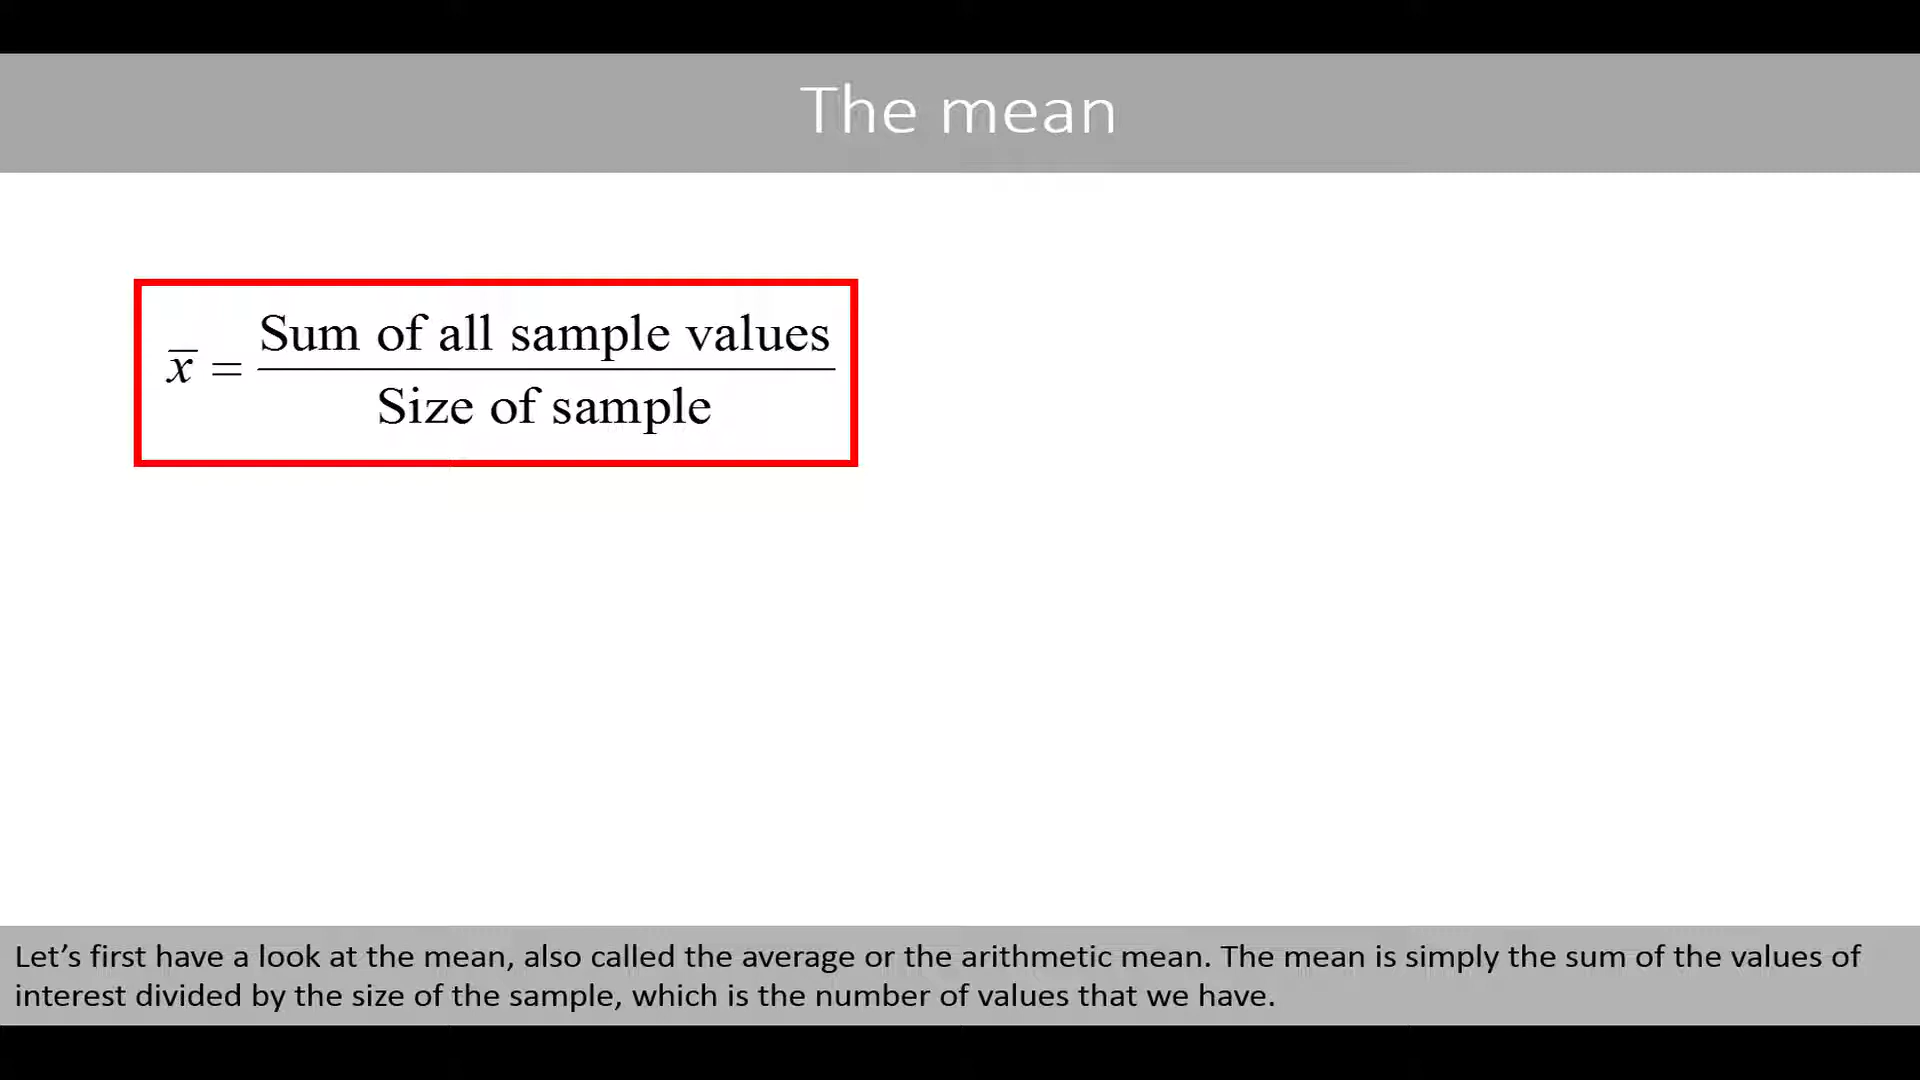 The mean
x̅ = Sum of all sample values / Size of sample
Let’s first have a look at the mean, also called the average or the arithmetic mean. The mean is simply the sum of the values of
interest divided by the size of the sample, which is the number of values that we have.